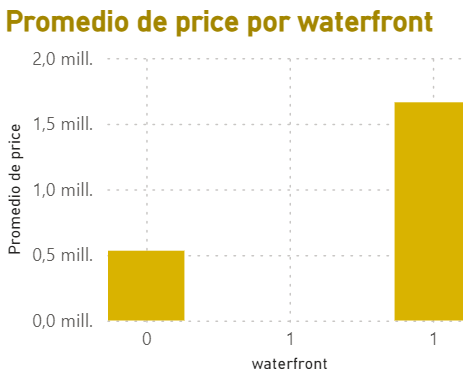 Promedio de price por waterfront
2,0 mill.
1,5 mill.
1,0 mill.
0,5 mill.
0,0 mill.
Promedio de price
0 1 1
waterfront